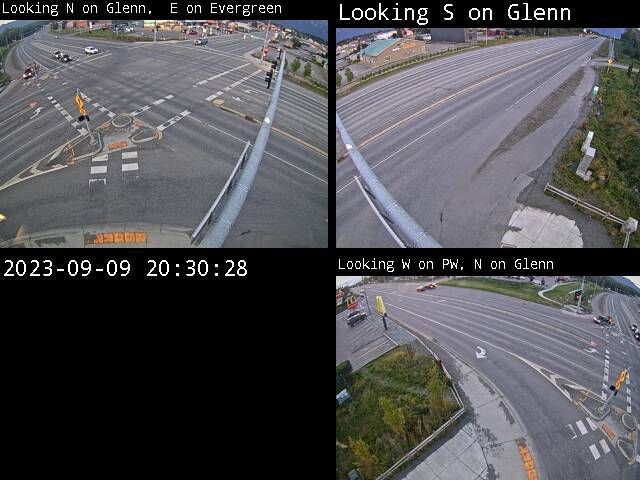 Looking N on Glenn, E on Evergreen
Looking S on Glenn
2023-09-09 20:30:28
Looking W on PW, N on Glenn